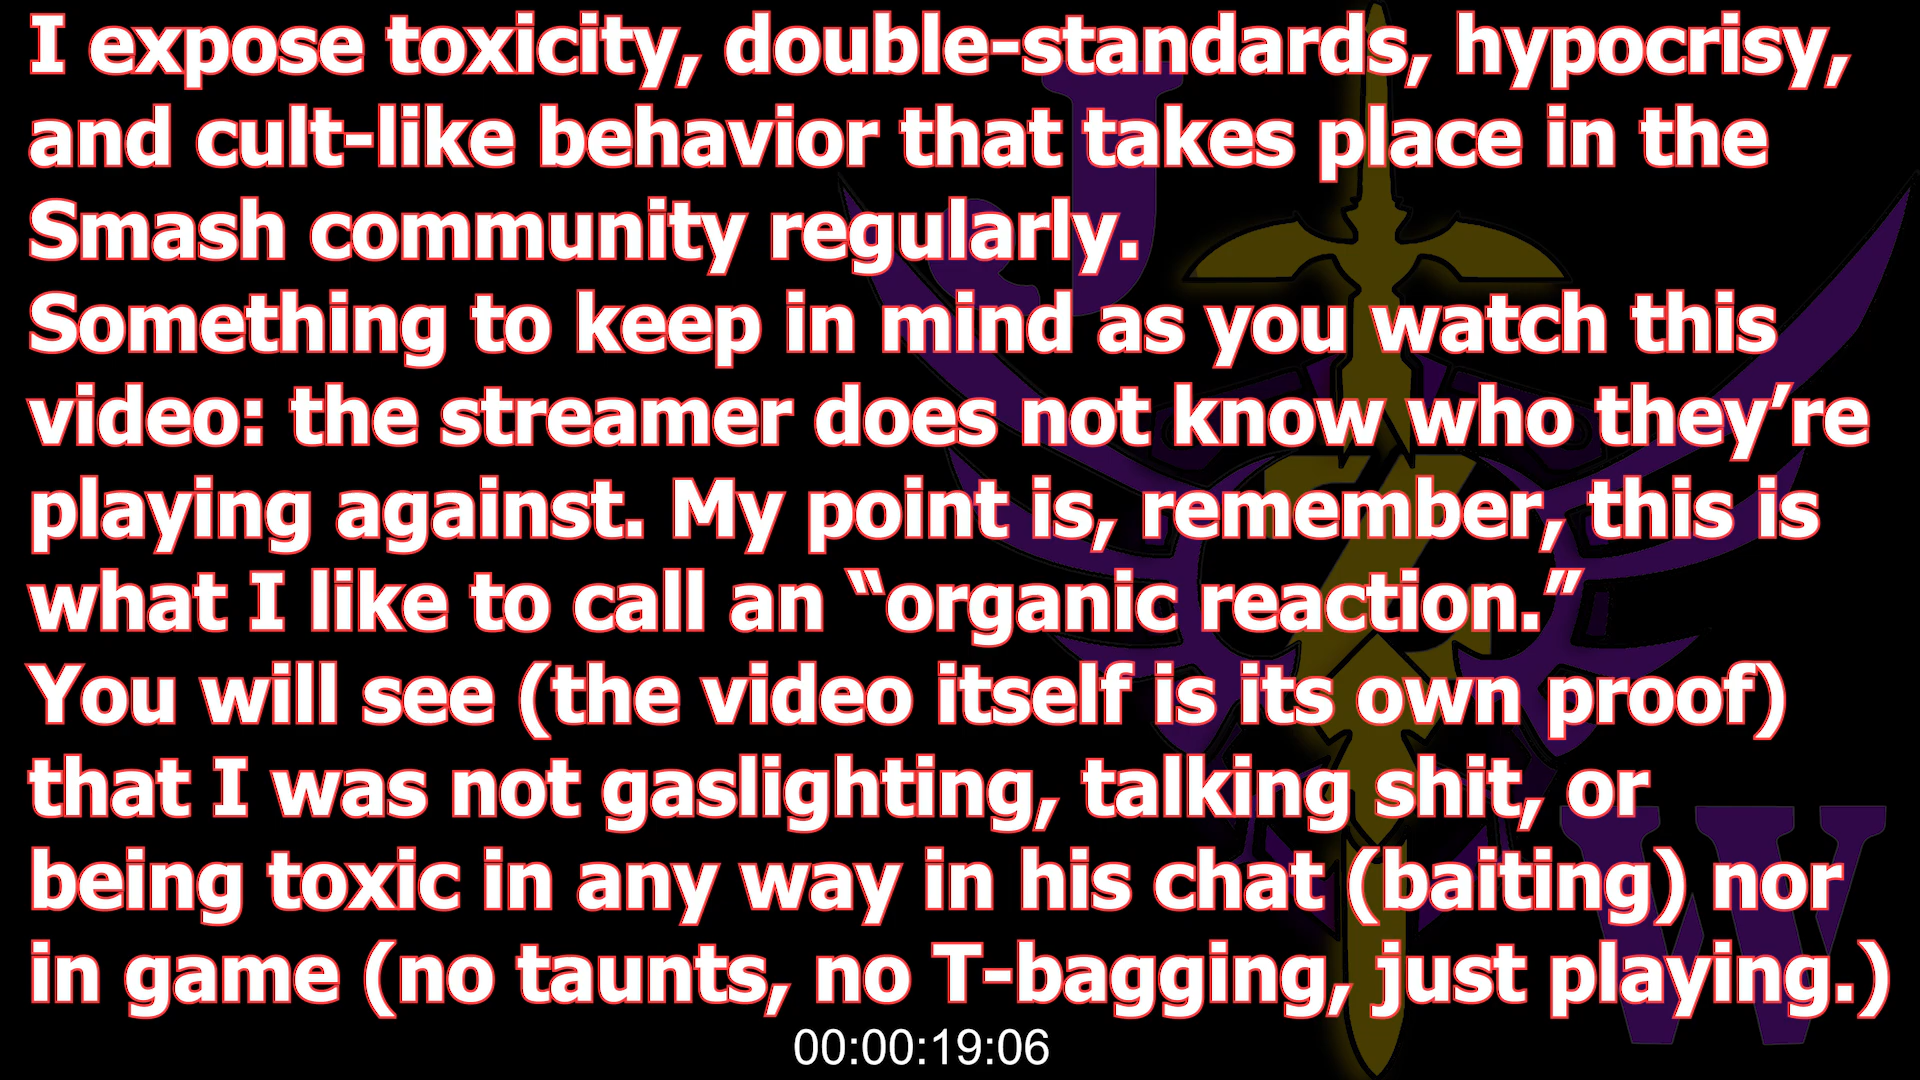 I expose toxicity, double-standards, hypocrisy,
and cult-like behavior that takes place in the
Smash community regularly.
Something to keep in mind as you watch this
video: the streamer does not know who they’re
playing against. My point is, remember, this is
what I like to call an “organic reaction.”
You will see (the video itself is its own proof)
that I was not gaslighting, talking shit, or
being toxic in any way in his chat (baiting) nor
in game (no taunts, no T-bagging, just playing.)
00:00:19:06
J
W